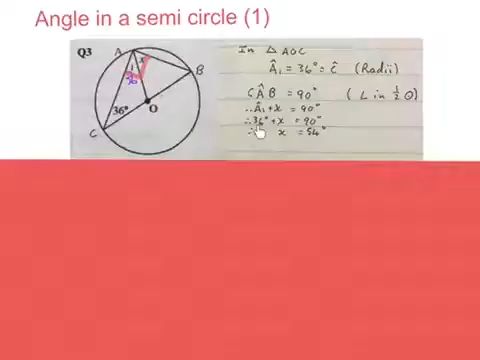 Angle in a semi circle (1)
Q3
A
1 x
36
B
O
36°
C
In △ AOC
Â₁ = 36° = Ĉ (Radii)
CÂB = 90° (∠ in ½ ⊙)
∴ Â₁ + x = 90°
∴ 36° + x = 90°
∴ x = 54°